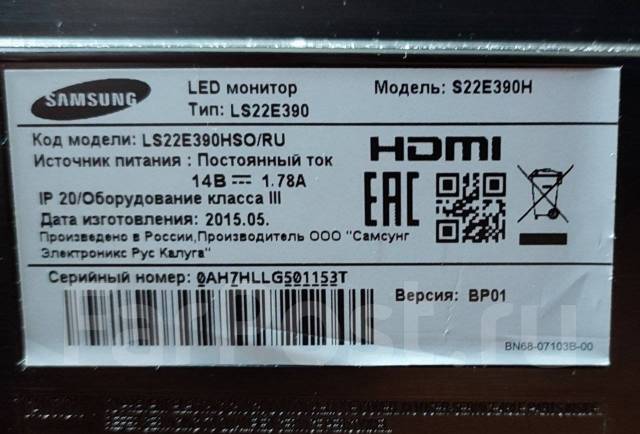 SAMSUNG
LED монитор
Тип: LS22E390
Модель: S22E390H
Код модели: LS22E390HSO/RU
Источник питания : Постоянный ток
14В 1.78A
IP 20/Оборудование класса III
Дата изготовления: 2015.05.
Произведено в России,Производитель ООО "Самсунг
Электроникс Рус Калуга"
HDMI
EAC
Серийный номер: 0AH7HLLG501153T
Версия: BP01
BN68-07103B-00
FarPost.ru